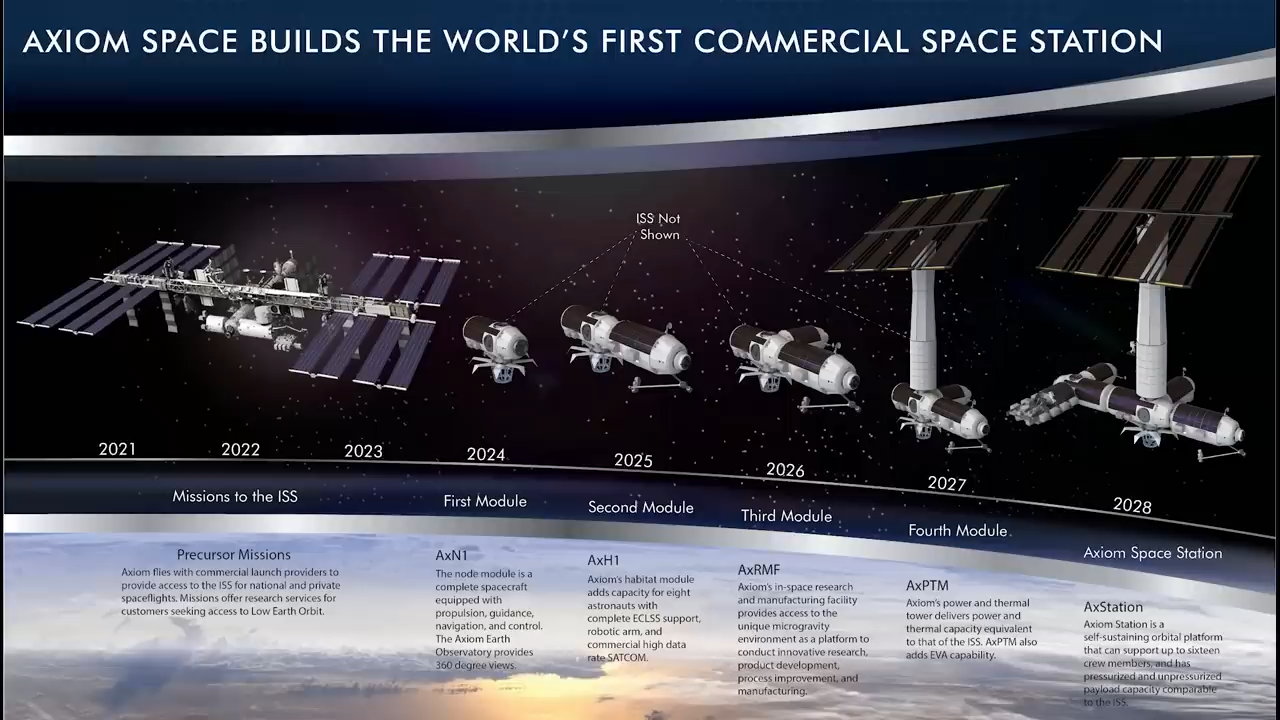 AXIOM SPACE BUILDS THE WORLD'S FIRST COMMERCIAL SPACE STATION
ISS Not
Shown
2021
2022
2023
2024
2025
2026
2027
2028
Missions to the ISS
First Module
Second Module
Third Module
Fourth Module
Axiom Space Station
Precursor Missions
Axiom flies with commercial launch providers to
provide access to the ISS for national and private
spaceflights. Missions offer research services for
customers seeking access to Low Earth Orbit.
AxN1
The node module is a
complete spacecraft
equipped with
propulsion, guidance,
navigation, and control.
The Axiom Earth
Observatory provides
360 degree views.
AxH1
Axiom's habitat module
adds capacity for eight
astronauts with
complete ECLSS support,
robotic arm, and
commercial high data
rate SATCOM.
AxRMF
Axiom's in-space research
and manufacturing facility
provides access to the
unique microgravity
environment as a platform to
conduct innovative research,
product development,
process improvement, and
manufacturing.
AxPTM
Axiom's power and thermal
tower delivers power and
thermal capacity equivalent
to that of the ISS. AxPTM also
adds EVA capability.
AxStation
Axiom Station is a
self-sustaining orbital platform
that can support up to sixteen
crew members, and has
pressurized and unpressurized
payload capacity comparable
to the ISS.